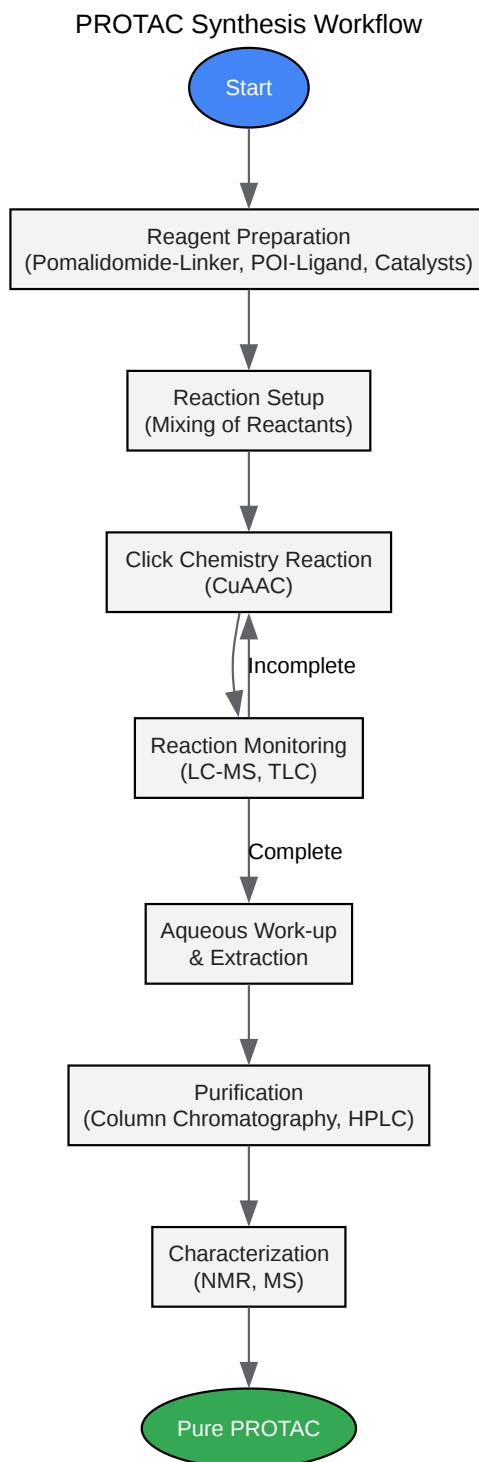 PROTAC Synthesis Workflow
Start
Reagent Preparation
(Pomalidomide-Linker, POI-Ligand, Catalysts)
Reaction Setup
(Mixing of Reactants)
Click Chemistry Reaction
(CuAAC)
Incomplete
Reaction Monitoring
(LC-MS, TLC)
Complete
Aqueous Work-up
& Extraction
Purification
(Column Chromatography, HPLC)
Characterization
(NMR, MS)
Pure PROTAC